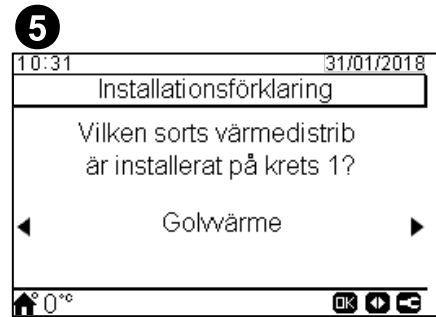 5
10:31 31/01/2018
Installationsförklaring
Vilken sorts värmedistrib
är installerat på krets 1?
Golvvärme
0°c
OK